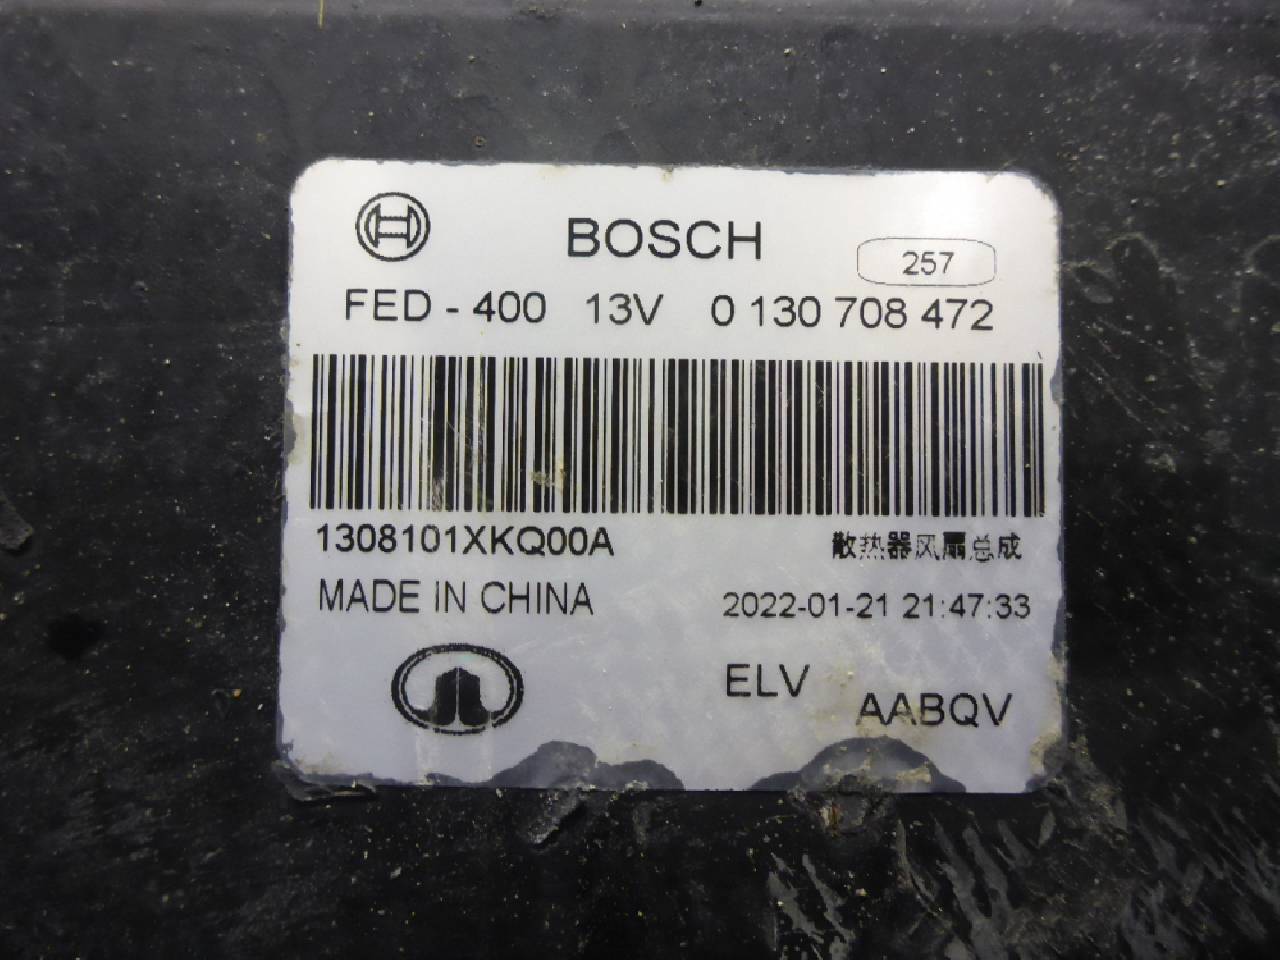 BOSCH
257
FED - 400 13V 0 130 708 472
1308101XKQ00A 散热器风扇总成
MADE IN CHINA 2022-01-21 21:47:33
ELV
AABQV